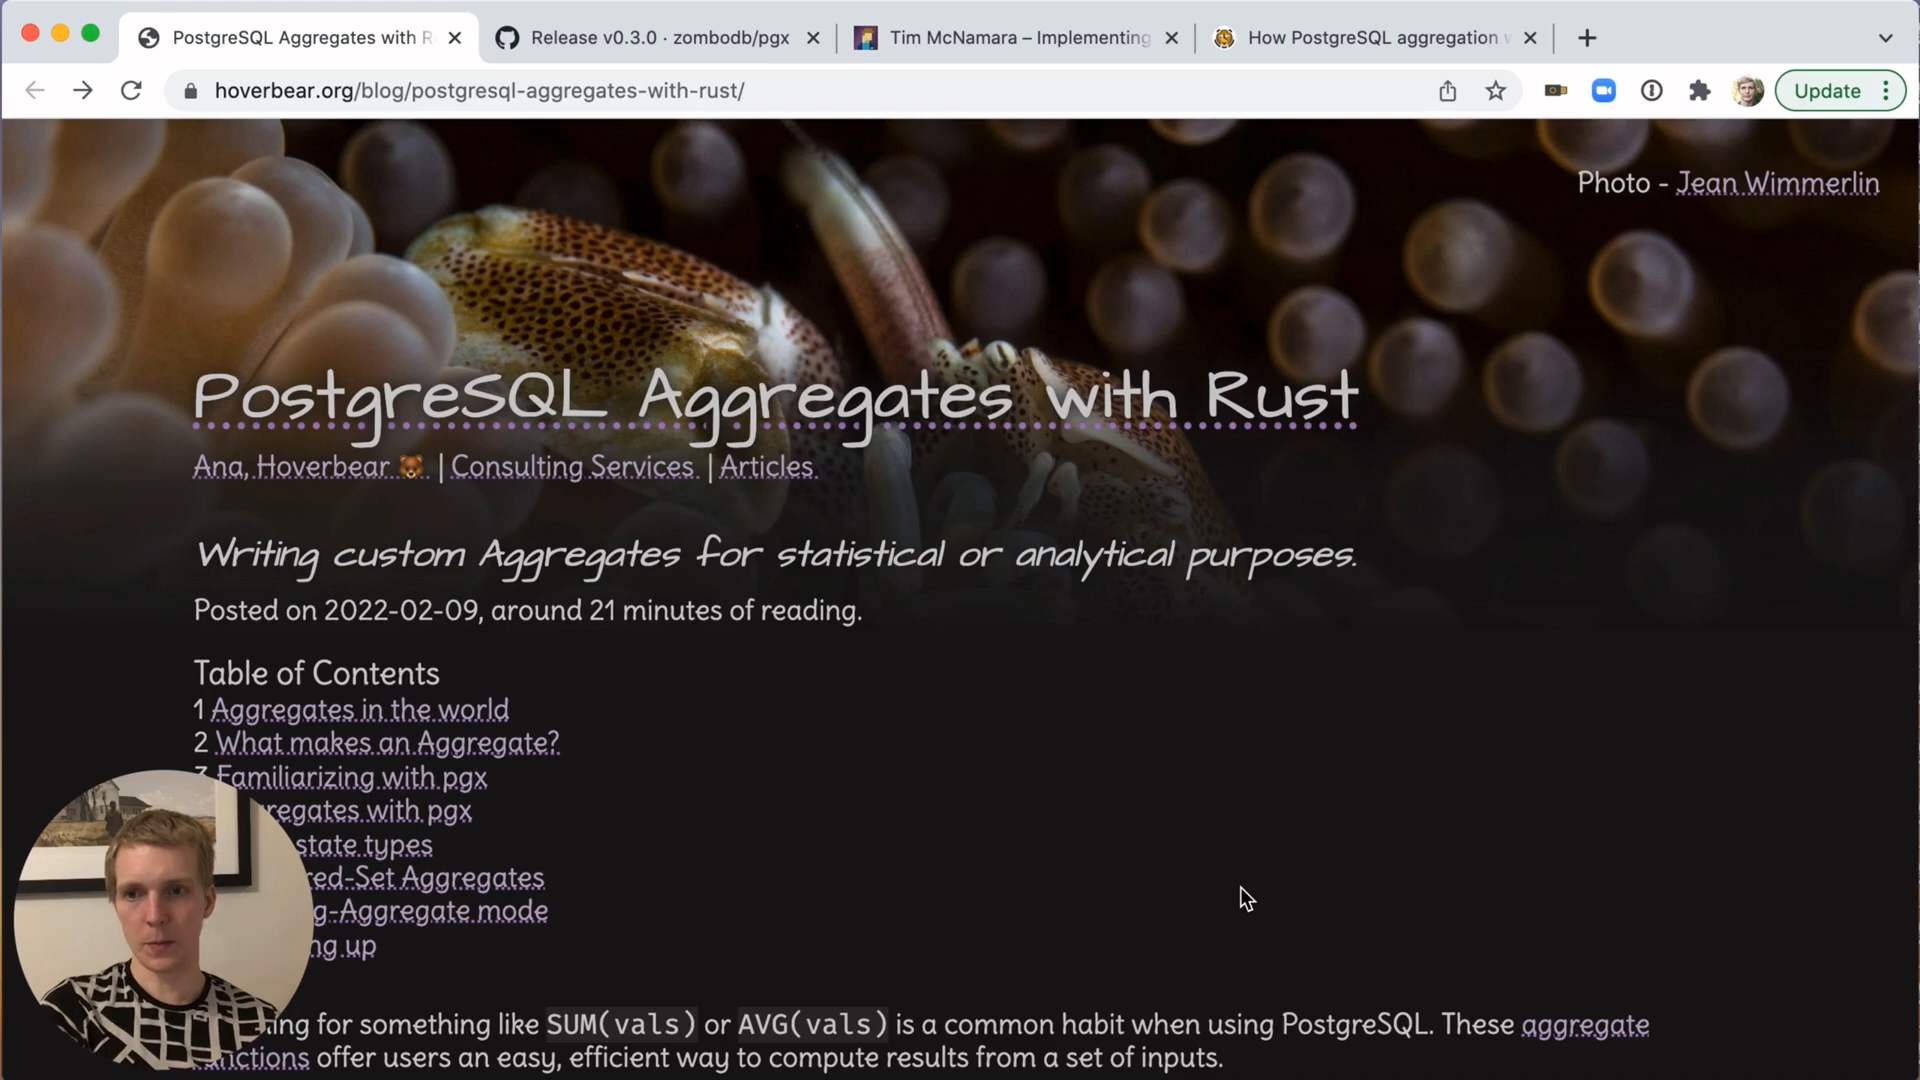 PostgreSQL Aggregates with R
Release v0.3.0 · zombodb/pgx
Tim McNamara – Implementing
How PostgreSQL aggregation w
hoverbear.org/blog/postgresql-aggregates-with-rust/
Update
Photo - Jean Wimmerlin
PostgreSQL Aggregates with Rust
Ana, Hoverbear 🐻 | Consulting Services | Articles
Writing custom Aggregates for statistical or analytical purposes.
Posted on 2022-02-09, around 21 minutes of reading.
Table of Contents
1 Aggregates in the world
2 What makes an Aggregate?
3 Familiarizing with pgx
regates with pgx
state types
red-Set Aggregates
g-Aggregate mode
ng up
ing for something like SUM(vals) or AVG(vals) is a common habit when using PostgreSQL. These aggregate
nctions offer users an easy, efficient way to compute results from a set of inputs.